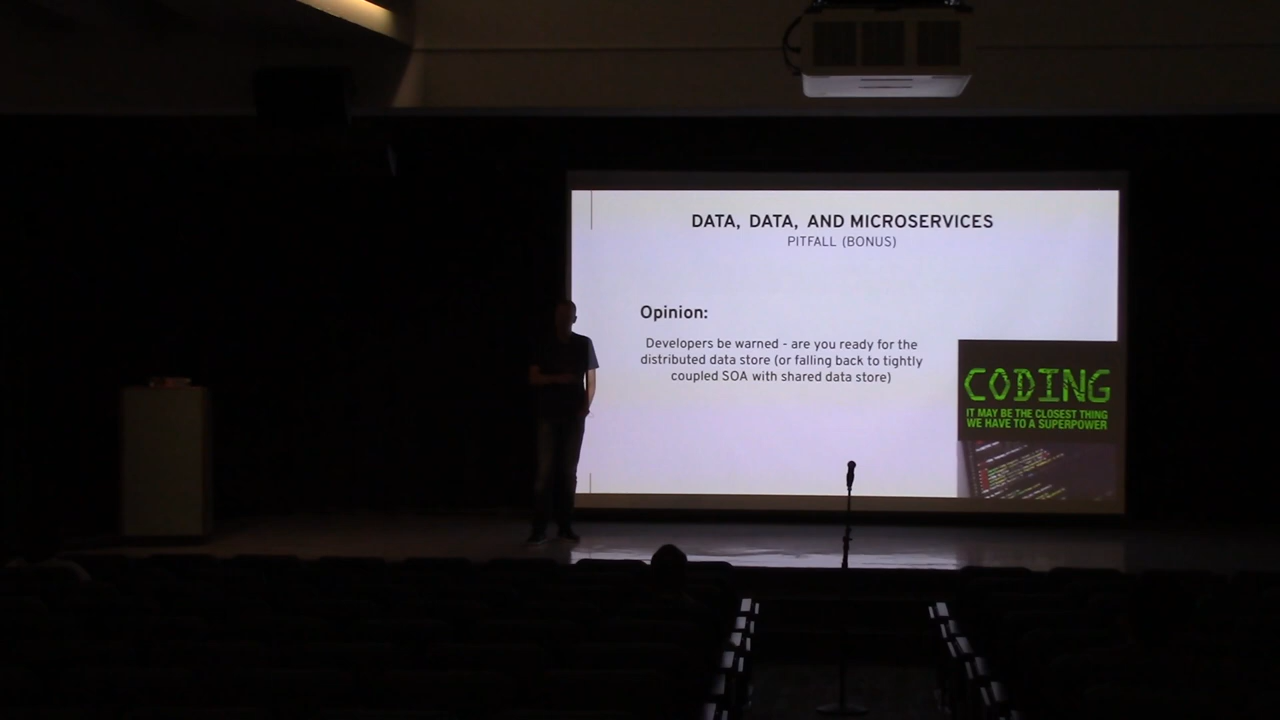 DATA, DATA, AND MICROSERVICES
PITFALL (BONUS)
Opinion:
Developers be warned - are you ready for the
distributed data store (or falling back to tightly
coupled SOA with shared data store)
CODING
IT MAY BE THE CLOSEST THING
WE HAVE TO A SUPERPOWER